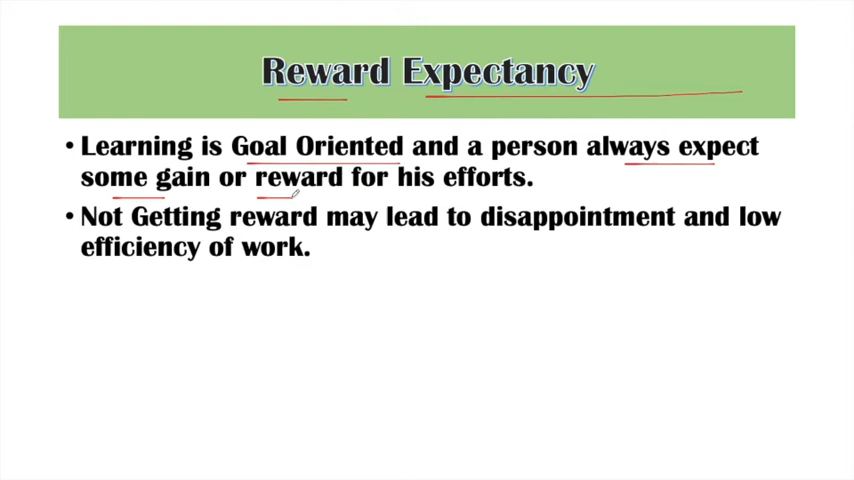 Reward Expectancy
• Learning is Goal Oriented and a person always expect
some gain or reward for his efforts.
• Not Getting reward may lead to disappointment and low
efficiency of work.